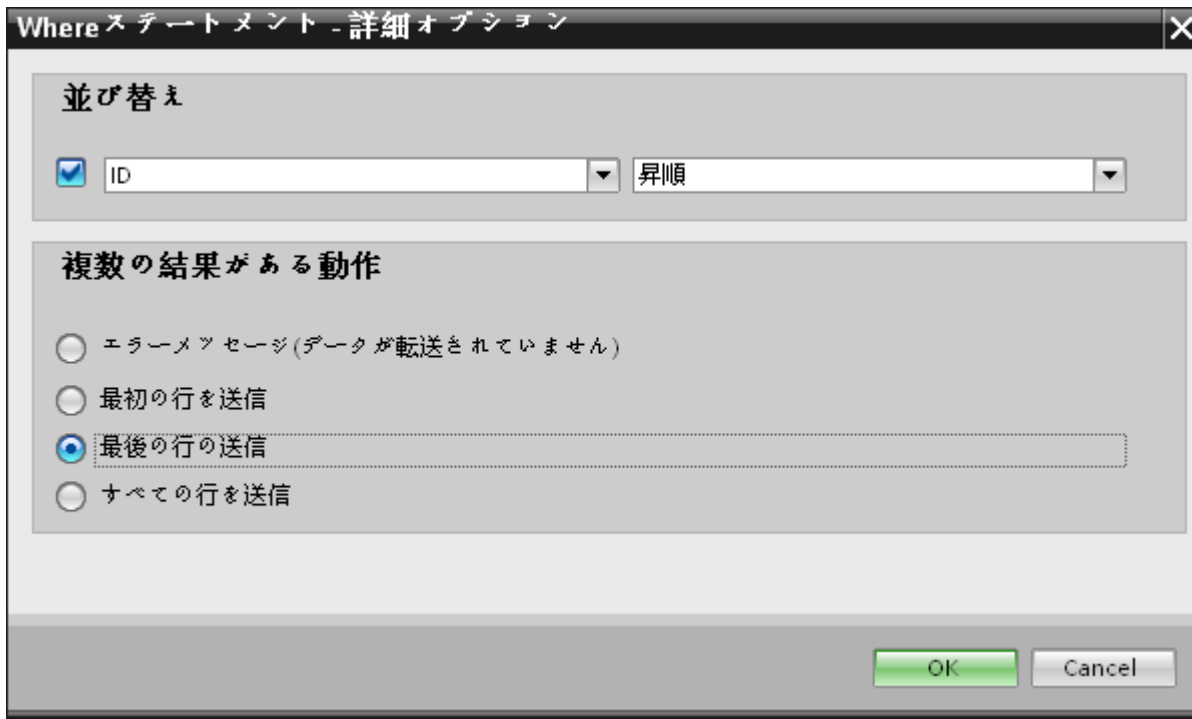 Whereステートメント - 詳細オプション
並び替え
ID 昇順
複数の結果がある動作
エラーメッセージ(データが転送されていません)
最初の行を送信
最後の行の送信
すべての行を送信
OK Cancel